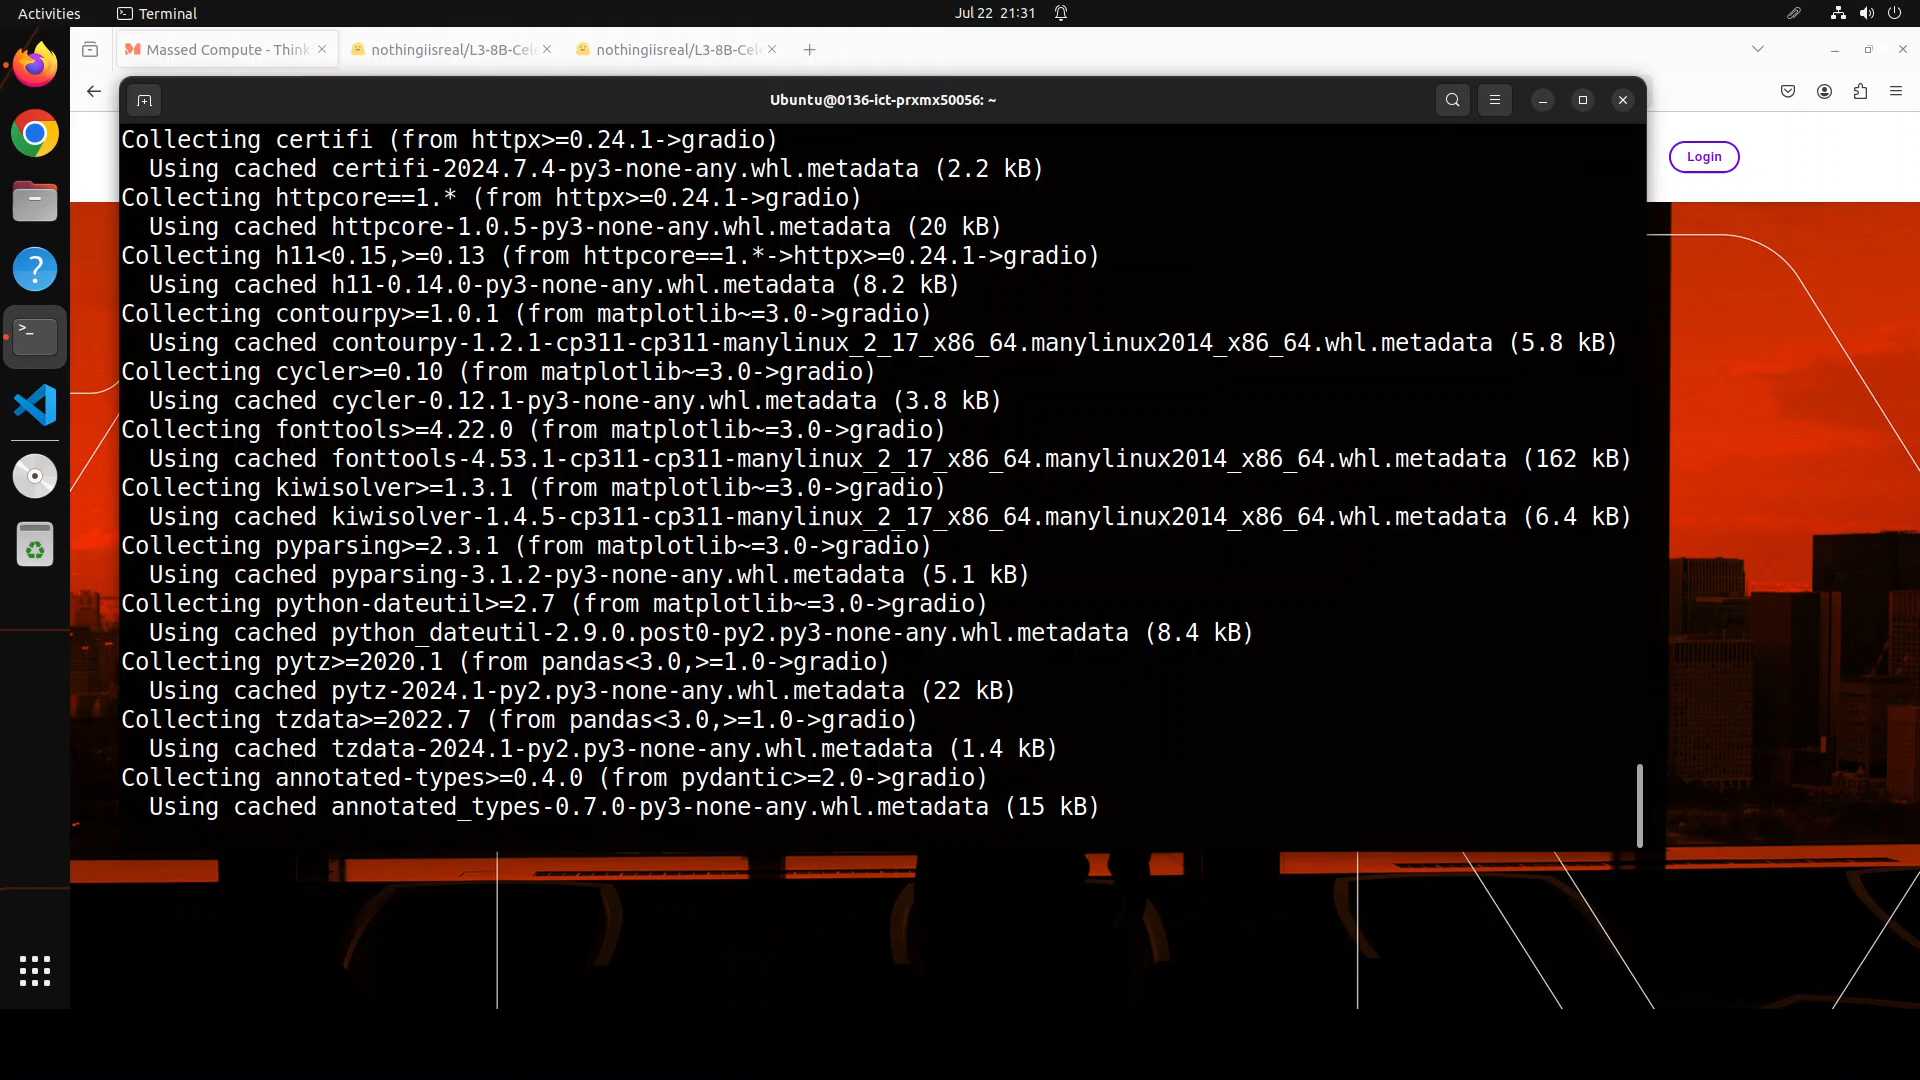 Activities
Terminal
Jul 22 21:31
Massed Compute - Think
nothingiisreal/L3-8B-Cele
nothingiisreal/L3-8B-Cele
Ubuntu@0136-ict-prxmx50056: ~
Login
Collecting certifi (from httpx>=0.24.1->gradio)
Using cached certifi-2024.7.4-py3-none-any.whl.metadata (2.2 kB)
Collecting httpcore==1.* (from httpx>=0.24.1->gradio)
Using cached httpcore-1.0.5-py3-none-any.whl.metadata (20 kB)
Collecting h11<0.15,>=0.13 (from httpcore==1.*->httpx>=0.24.1->gradio)
Using cached h11-0.14.0-py3-none-any.whl.metadata (8.2 kB)
Collecting contourpy>=1.0.1 (from matplotlib~=3.0->gradio)
Using cached contourpy-1.2.1-cp311-cp311-manylinux_2_17_x86_64.manylinux2014_x86_64.whl.metadata (5.8 kB)
Collecting cycler>=0.10 (from matplotlib~=3.0->gradio)
Using cached cycler-0.12.1-py3-none-any.whl.metadata (3.8 kB)
Collecting fonttools>=4.22.0 (from matplotlib~=3.0->gradio)
Using cached fonttools-4.53.1-cp311-cp311-manylinux_2_17_x86_64.manylinux2014_x86_64.whl.metadata (162 kB)
Collecting kiwisolver>=1.3.1 (from matplotlib~=3.0->gradio)
Using cached kiwisolver-1.4.5-cp311-cp311-manylinux_2_17_x86_64.manylinux2014_x86_64.whl.metadata (6.4 kB)
Collecting pyparsing>=2.3.1 (from matplotlib~=3.0->gradio)
Using cached pyparsing-3.1.2-py3-none-any.whl.metadata (5.1 kB)
Collecting python-dateutil>=2.7 (from matplotlib~=3.0->gradio)
Using cached python_dateutil-2.9.0.post0-py2.py3-none-any.whl.metadata (8.4 kB)
Collecting pytz>=2020.1 (from pandas<3.0,>=1.0->gradio)
Using cached pytz-2024.1-py2.py3-none-any.whl.metadata (22 kB)
Collecting tzdata>=2022.7 (from pandas<3.0,>=1.0->gradio)
Using cached tzdata-2024.1-py2.py3-none-any.whl.metadata (1.4 kB)
Collecting annotated-types>=0.4.0 (from pydantic>=2.0->gradio)
Using cached annotated_types-0.7.0-py3-none-any.whl.metadata (15 kB)